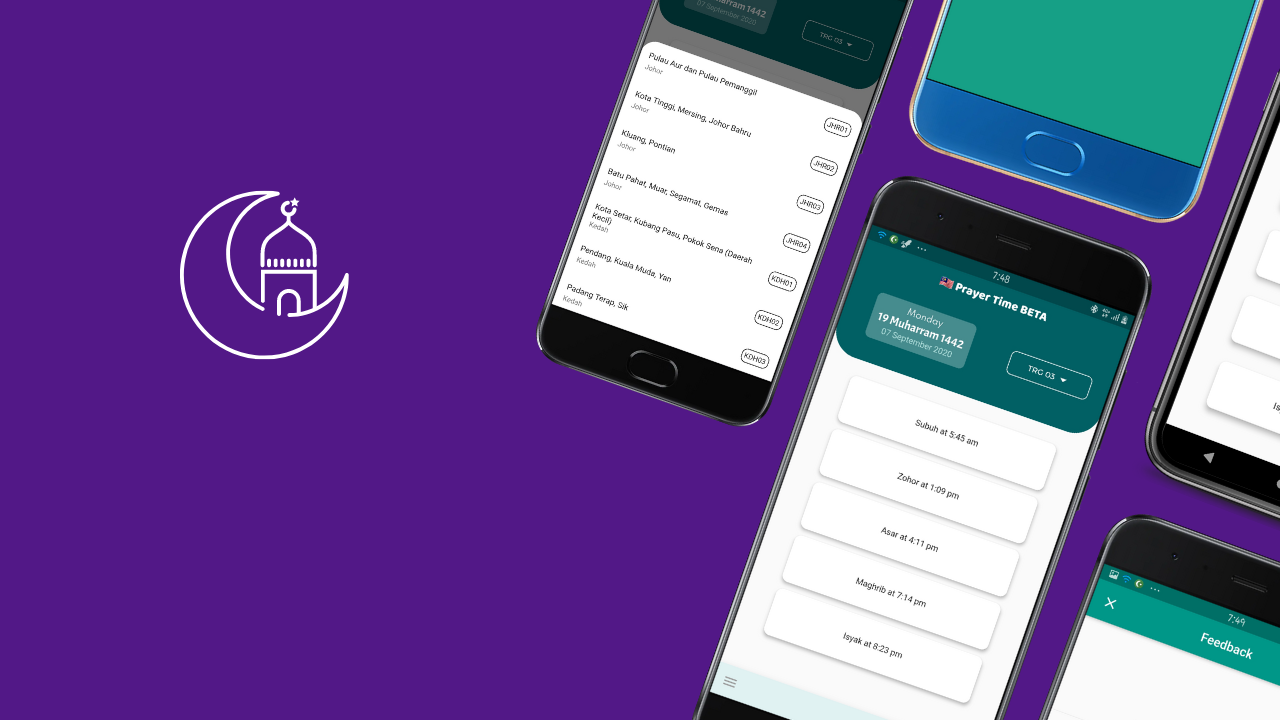 Muharram 1442
07 September 2020
TRG 03
Pulau Aur dan Pulau Pemanggil
Johor
JHR01
Kota Tinggi, Mersing, Johor Bahru
Johor
JHR02
Kluang, Pontian
Johor
JHR03
Batu Pahat, Muar, Segamat, Gemas
Johor
JHR04
Kota Setar, Kubang Pasu, Pokok Sena (Daerah
Kecil)
Kedah
KDH01
Pendang, Kuala Muda, Yan
Kedah
KDH02
Padang Terap, Sik
Kedah
KDH03
7:48
Prayer Time BETA
Monday
19 Muharram 1442
07 September 2020
TRG 03
Subuh at 5:45 am
Zohor at 1:09 pm
Asar at 4:11 pm
Maghrib at 7:14 pm
Isyak at 8:23 pm
Is
7:49
Feedback